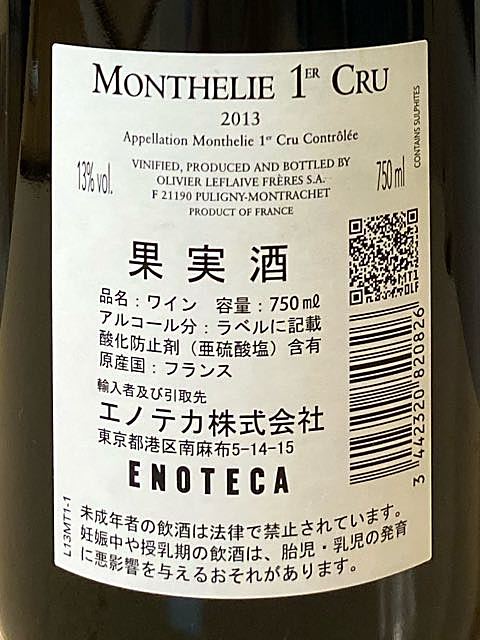 MONTHELIE 1ER CRU
2013
Appellation Monthelie 1er Cru Contrôlée
13% vol.
VINIFIED, PRODUCED AND BOTTLED BY
OLIVIER LEFLAIVE FRÈRES S.A.
F 21190 PULIGNY-MONTRACHET
PRODUCT OF FRANCE
750 ml
CONTAINS SULPHITES
果実酒
品名：ワイン 容量：750㎖
アルコール分：ラベルに記載
酸化防止剤（亜硫酸塩）含有
原産国：フランス
輸入者及び引取先
エノテカ株式会社
東京都港区南麻布5-14-15
ENOTECA
3 442320 820826
L13MT1-1
未成年者の飲酒は法律で禁止されています。
妊娠中や授乳期の飲酒は、胎児・乳児の発育
に悪影響を与えるおそれがあります。